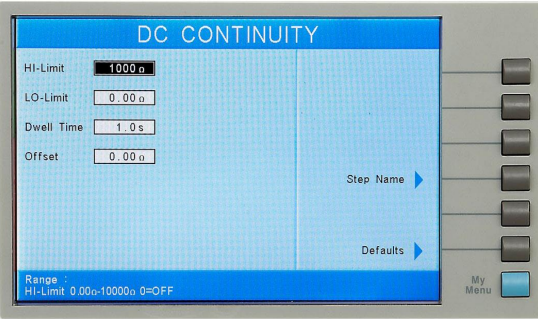 DC CONTINUITY
HI-Limit 1000Ω
LO-Limit 0.00Ω
Dwell Time 1.0s
Offset 0.00Ω
Step Name
Defaults
Range :
HI-Limit 0.00Ω-10000Ω 0=OFF
My
Menu